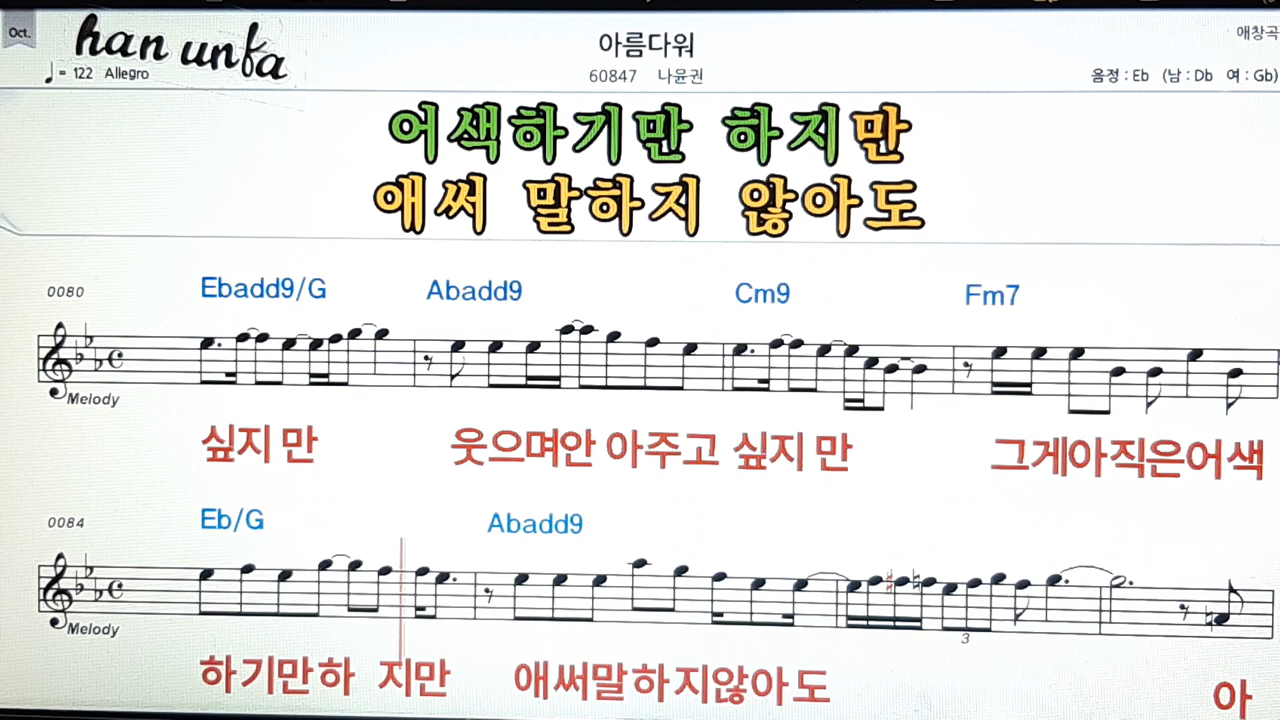 Oct.
han unfa
아름다워
애창곡
♩= 122 Allegro
60847 나윤권
음정 : Eb (남 : Db 여 : Gb)
어색하기만 하지만
애써 말하지 않아도
0080
Ebadd9/G Abadd9 Cm9 Fm7
Melody
싶지 만 웃으며안 아주고 싶지 만 그게아직은어색
0084
Eb/G Abadd9
3
Melody
하기만하 지만 애써말하지않아도 아